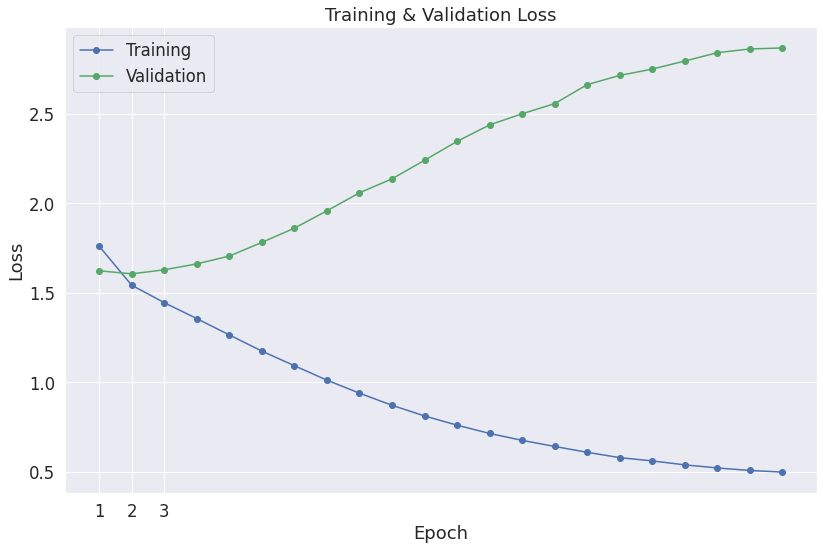 Training & Validation Loss
Training
Validation
2.5
2.0
1.5
1.0
0.5
Loss
1 2 3
Epoch